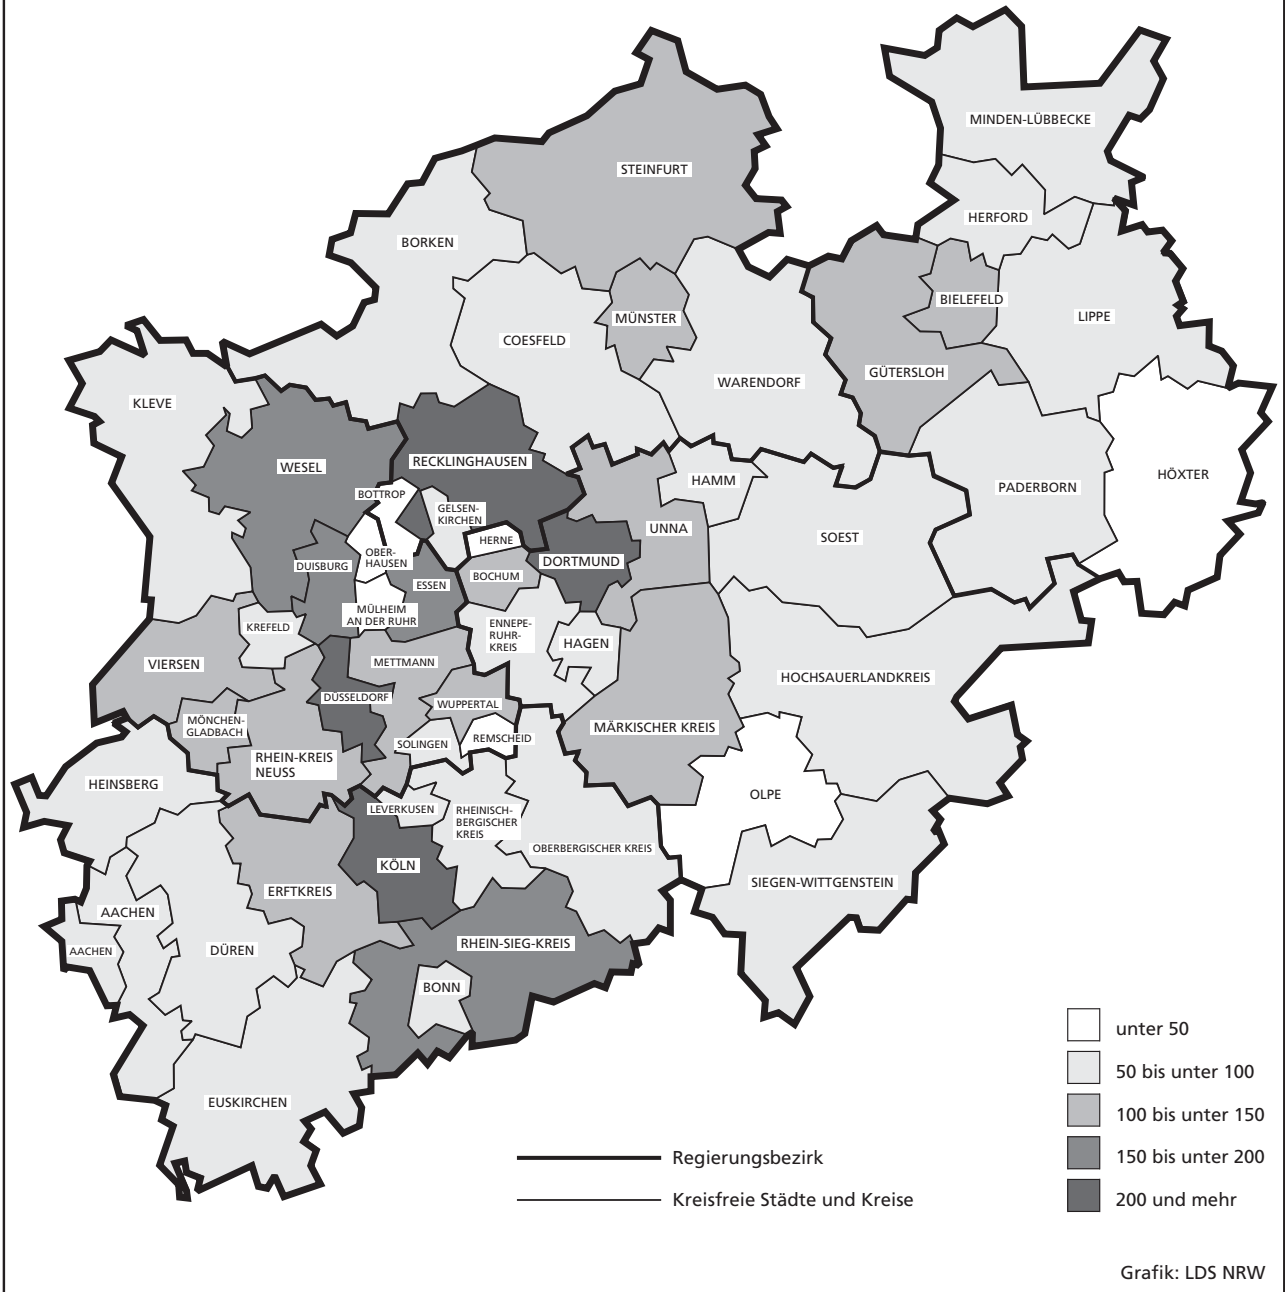 MINDEN-LÜBBECKE
STEINFURT
HERFORD
BORKEN
BIELEFELD
LIPPE
MÜNSTER
COESFELD
GÜTERSLOH
WARENDORF
KLEVE
RECKLINGHAUSEN
WESEL
HÖXTER
HAMM
PADERBORN
BOTTROP
GELSEN-
KIRCHEN
UNNA
SOEST
HERNE
OBER-
HAUSEN
DORTMUND
DUISBURG
BOCHUM
ESSEN
MÜLHEIM
AN DER RUHR
KREFELD
ENNEPE-
RUHR-
KREIS
HAGEN
VIERSEN
METTMANN
HOCHSAUERLANDKREIS
DÜSSELDORF
WUPPERTAL
MÖNCHEN-
GLADBACH
MÄRKISCHER KREIS
REMSCHEID
SOLINGEN
RHEIN-KREIS
NEUSS
HEINSBERG
OLPE
LEVERKUSEN
RHEINISCH-
BERGISCHER
KREIS
OBERBERGISCHER KREIS
KÖLN
SIEGEN-WITTGENSTEIN
ERFTKREIS
AACHEN
RHEIN-SIEG-KREIS
AACHEN
DÜREN
BONN
EUSKIRCHEN
unter 50
50 bis unter 100
100 bis unter 150
150 bis unter 200
200 und mehr
Regierungsbezirk
Kreisfreie Städte und Kreise
Grafik: LDS NRW